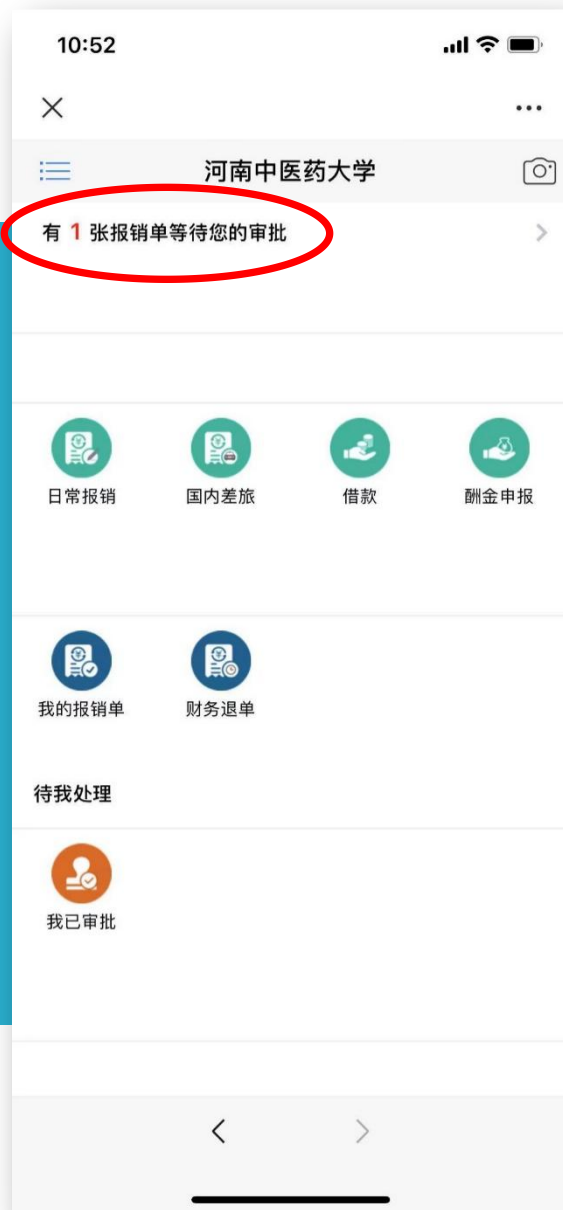 10:52
河南中医药大学
有 1 张报销单等待您的审批
日常报销 国内差旅 借款 酬金申报
我的报销单 财务退单
待我处理
我已审批